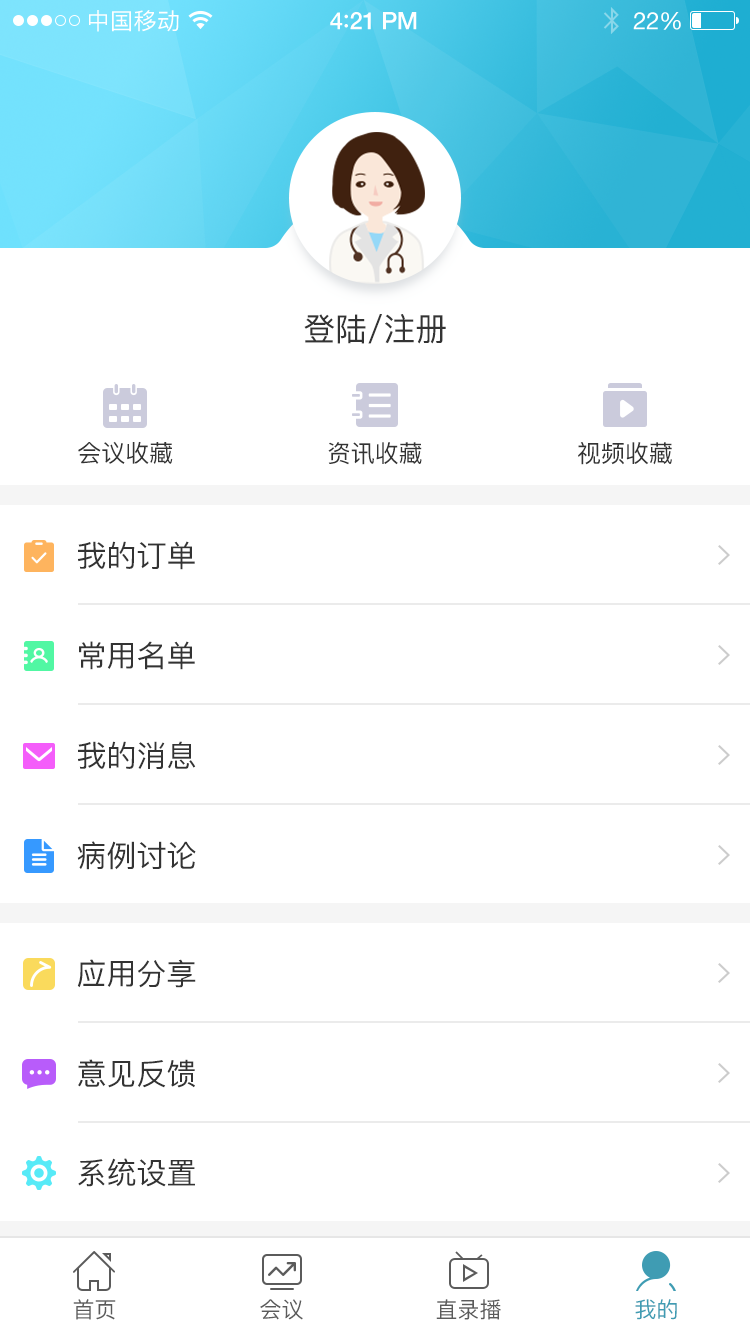 中国移动 4:21 PM 22%
登陆/注册
会议收藏 资讯收藏 视频收藏
我的订单
常用名单
我的消息
病例讨论
应用分享
意见反馈
系统设置
首页 会议 直录播 我的